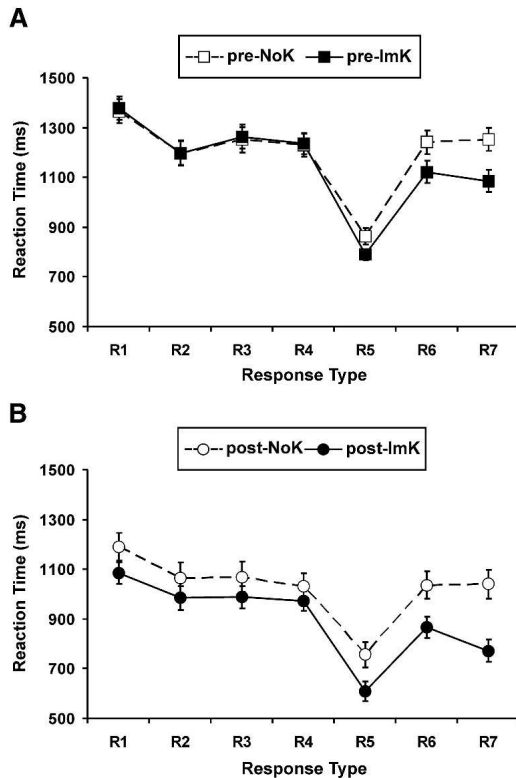 A
pre-NoK pre-ImK
Reaction Time (ms)
1500
1300
1100
900
700
500
R1 R2 R3 R4 R5 R6 R7
Response Type
B
post-NoK post-ImK
Reaction Time (ms)
1500
1300
1100
900
700
500
R1 R2 R3 R4 R5 R6 R7
Response Type